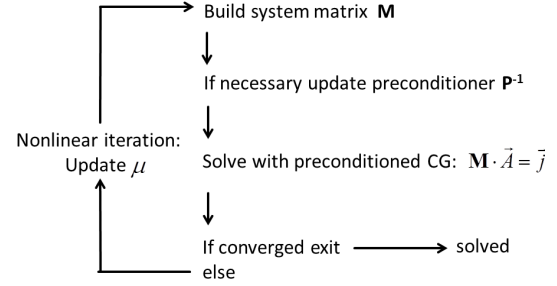 Build system matrix M
If necessary update preconditioner P⁻¹
Nonlinear iteration:
Update μ
Solve with preconditioned CG: M · A⃗ = j⃗
If converged exit
solved
else